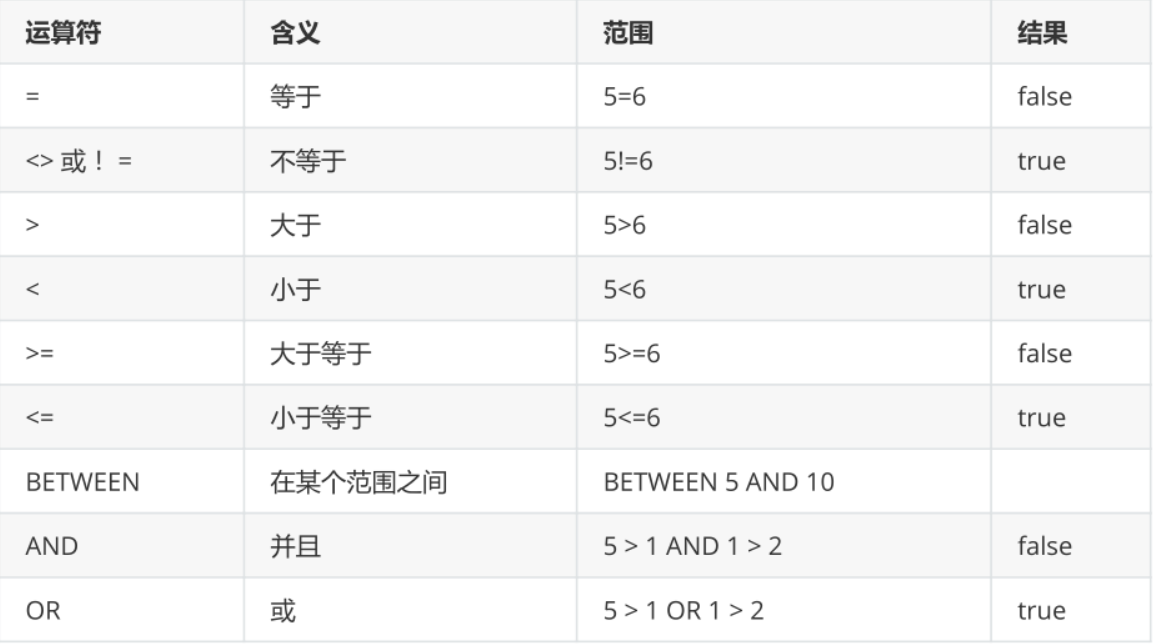 运算符 含义 范围 结果
= 等于 5=6 false
<> 或！= 不等于 5!=6 true
> 大于 5>6 false
< 小于 5<6 true
>= 大于等于 5>=6 false
<= 小于等于 5<=6 true
BETWEEN 在某个范围之间 BETWEEN 5 AND 10
AND 并且 5 > 1 AND 1 > 2 false
OR 或 5 > 1 OR 1 > 2 true